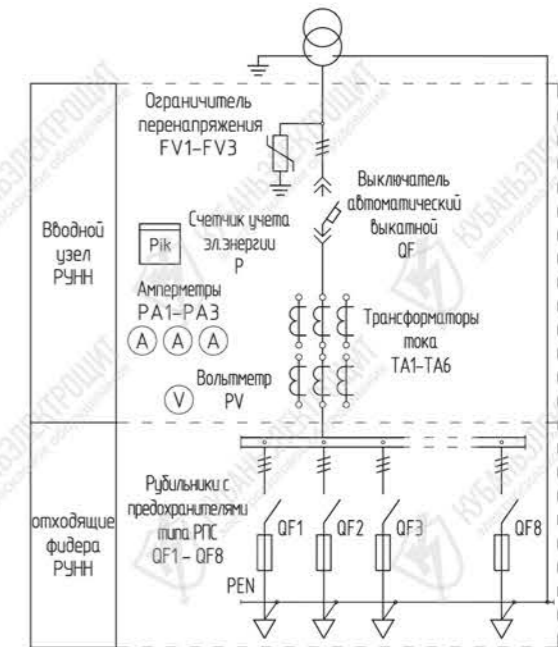 Ограничитель
перенапряжения
FV1-FV3
Выключатель
автоматический
выкатной
QF
Вводной
узел
РУНН
Pik
Счетчик учета
эл.энергии
P
Амперметры
PA1-PA3
A A A
Трансформаторы
тока
TA1-TA6
Вольтметр
PV
V
отходящие
фидера
РУНН
Рубильники с
предохранителями
типа РПС
QF1 - QF8
QF1 QF2 QF3 QF8
PEN
КУБАНЬЭЛЕКТРОЩИТ